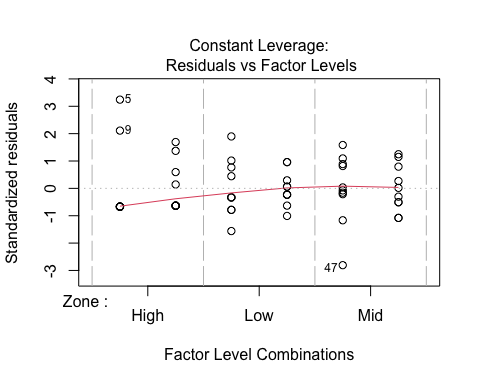 Constant Leverage:
Residuals vs Factor Levels
Standardized residuals
4
3
2
1
0
-1
-3
5
9
47
Zone :
High
Low
Mid
Factor Level Combinations